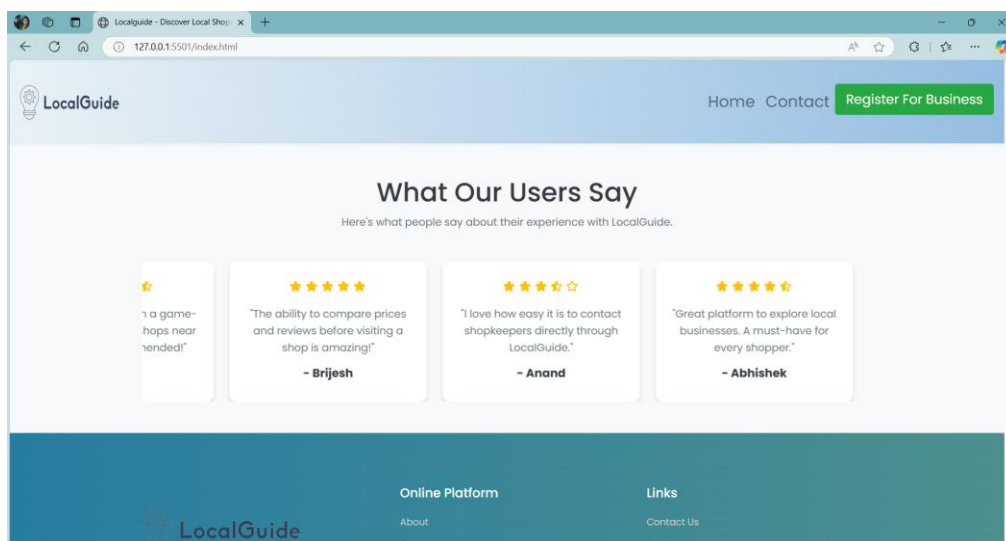 Localguide - Discover Local Shop
127.0.0.1:5501/index.html
LocalGuide
Home Contact Register For Business
What Our Users Say
Here's what people say about their experience with LocalGuide.
a game-
hops near
nended!"
"The ability to compare prices
and reviews before visiting a
shop is amazing!"
- Brijesh
"I love how easy it is to contact
shopkeepers directly through
LocalGuide."
- Anand
"Great platform to explore local
businesses. A must-have for
every shopper."
- Abhishek
LocalGuide
Online Platform
About
Links
Contact Us